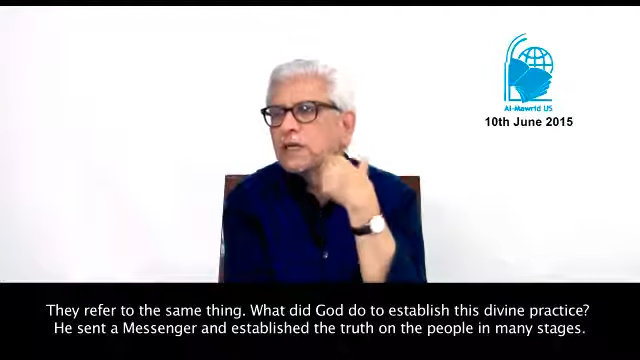 Al-Mawrid US
10th June 2015
They refer to the same thing. What did God do to establish this divine practice?
He sent a Messenger and established the truth on the people in many stages.